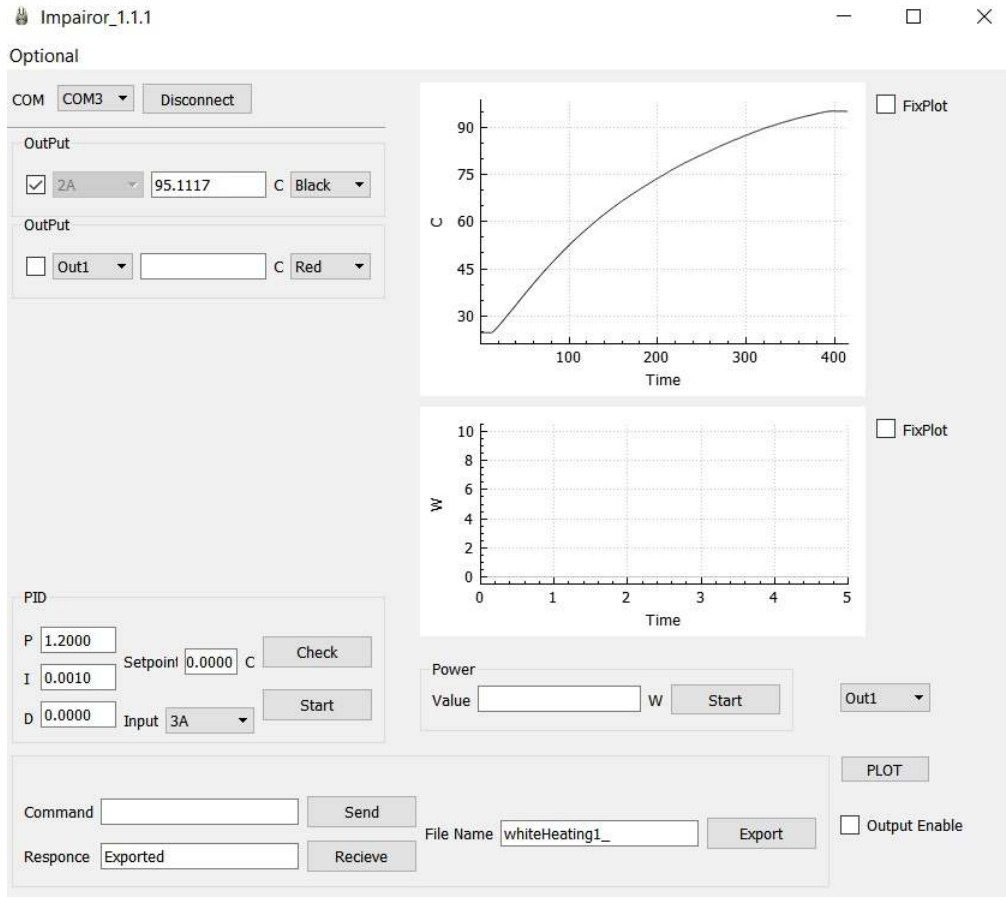 Impairor_1.1.1
Optional
COM COM3 Disconnect
OutPut
2A 95.1117 C Black
OutPut
Out1 C Red
FixPlot
90
75
60
45
30
C
100 200 300 400
Time
FixPlot
10
8
6
4
2
0
W
0 1 2 3 4 5
Time
PID
P 1.2000
I 0.0010
D 0.0000
Setpoint 0.0000 C
Input 3A
Check
Start
Power
Value W Start
Out1
PLOT
Output Enable
Command Send
Responce Exported Recieve
File Name whiteHeating1_ Export